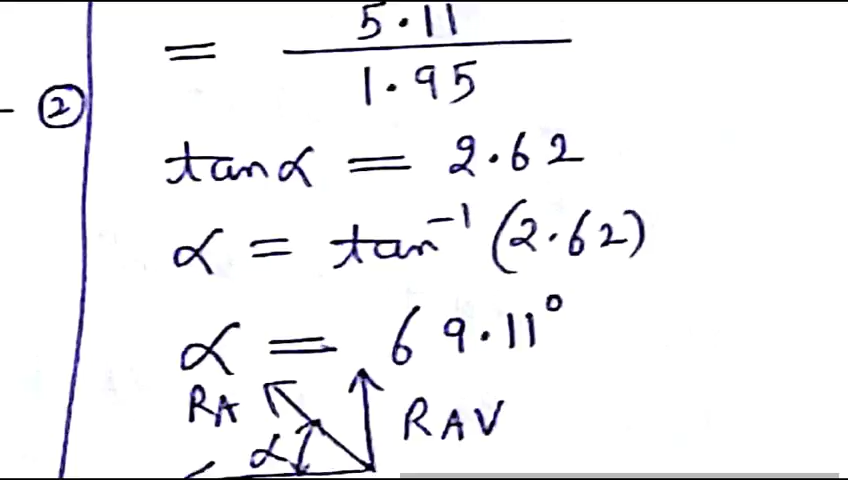 5.11
=
1.95
- ②
tanα = 2.62
α = tan⁻¹ (2.62)
α = 69.11°
RA
RAV
α